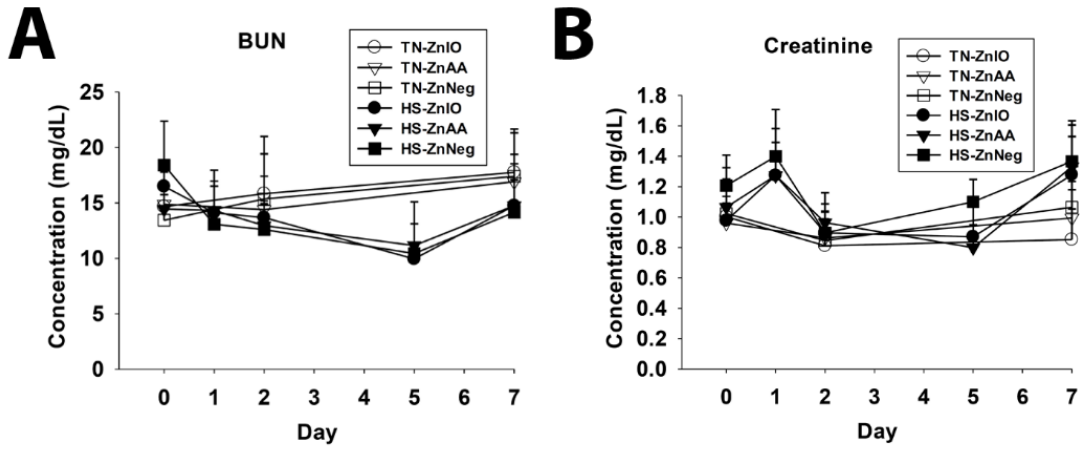 A
BUN
TN-ZnIO
TN-ZnAA
TN-ZnNeg
HS-ZnIO
HS-ZnAA
HS-ZnNeg
Concentration (mg/dL)
25
20
15
10
5
0
0 1 2 3 4 5 6 7
Day
B
Creatinine
TN-ZnIO
TN-ZnAA
TN-ZnNeg
HS-ZnIO
HS-ZnAA
HS-ZnNeg
Concentration (mg/dL)
1.8
1.6
1.4
1.2
1.0
0.8
0.6
0.4
0.2
0.0
0 1 2 3 4 5 6 7
Day